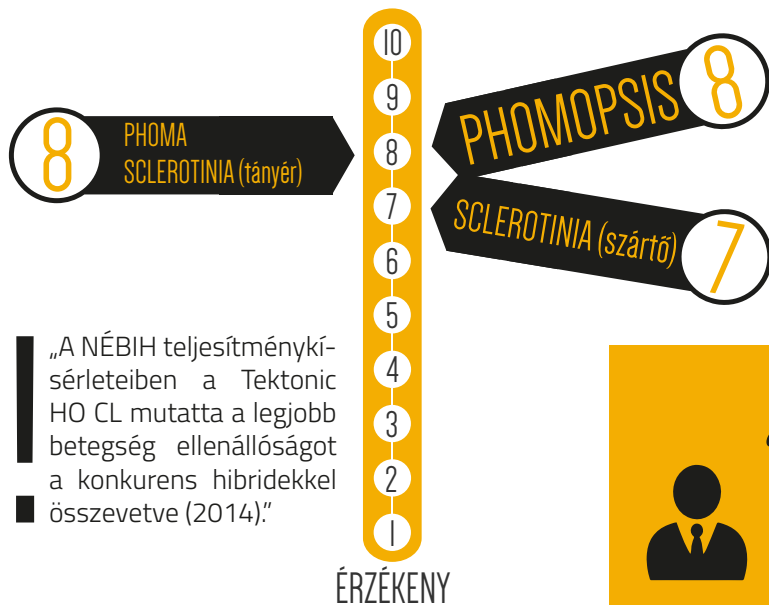 8
PHOMA
SCLEROTINIA (tányér)
10
9
8
7
6
5
4
3
2
1
ÉRZÉKENY
PHOMOPSIS 8
SCLEROTINIA (szártő) 7
„A NÉBIH teljesítménykí-
sérleteiben a Tektonic
HO CL mutatta a legjobb
betegség ellenállóságot
a konkurens hibridekkel
összevetve (2014).”